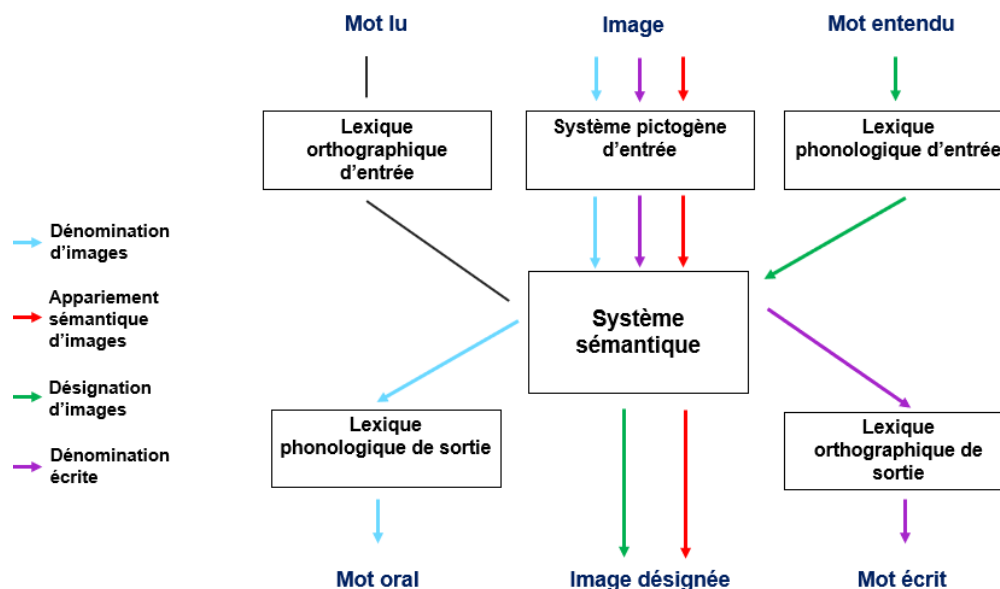 Mot lu
Image
Mot entendu
Lexique
orthographique
d'entrée
Système pictogène
d'entrée
Lexique
phonologique d'entrée
Dénomination
d'images
Appariement
sémantique
d'images
Désignation
d'images
Dénomination
écrite
Système
sémantique
Lexique
phonologique de sortie
Lexique
orthographique de
sortie
Mot oral
Image désignée
Mot écrit